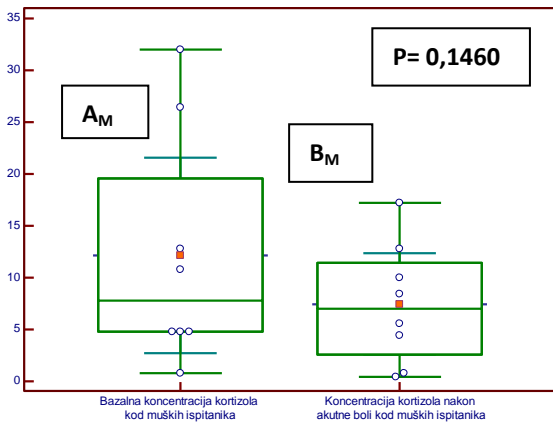 35
30
25
20
15
10
5
0
P= 0,1460
AM
BM
Bazalna koncentracija kortizola
kod muških ispitanika
Koncentracija kortizola nakon
akutne boli kod muških ispitanika